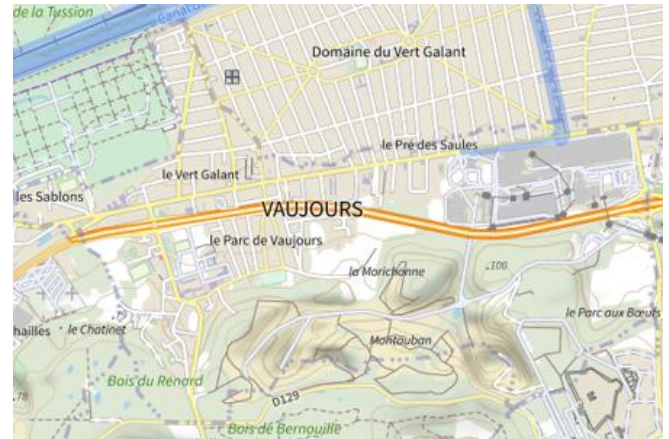 de la Tussion
Domaine du Vert Galant
le Pré des Saules
le Vert Galant
les Sablons
VAUJOURS
le Parc de Vaujours
la Morichonne
100
le Parc aux Bœufs
hailles
le Chatinet
Montauban
Bois du Renard
D129
78
Bois de Bernouille